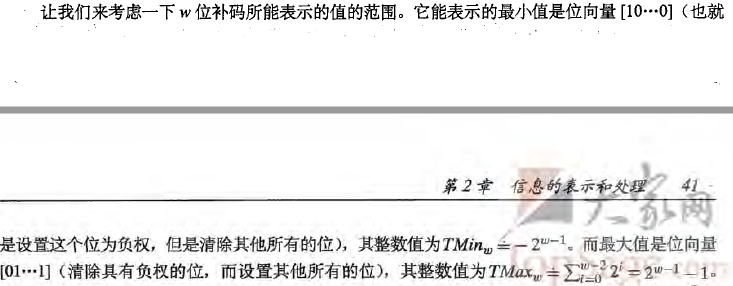 让我们来考虑一下 w 位补码所能表示的值的范围。它能表示的最小值是位向量 [10…0]（也就
第 2 章 信息的表示和处理 41
大家网
是设置这个位为负权，但是清除其他所有的位），其整数值为 TMin_w ≐ −2^{w−1}。而最大值是位向量
[01…1]（清除具有负权的位，而设置其他所有的位），其整数值为 TMax_w ≐ ∑_{i=0}^{w−2} 2^i = 2^{w−1} − 1。